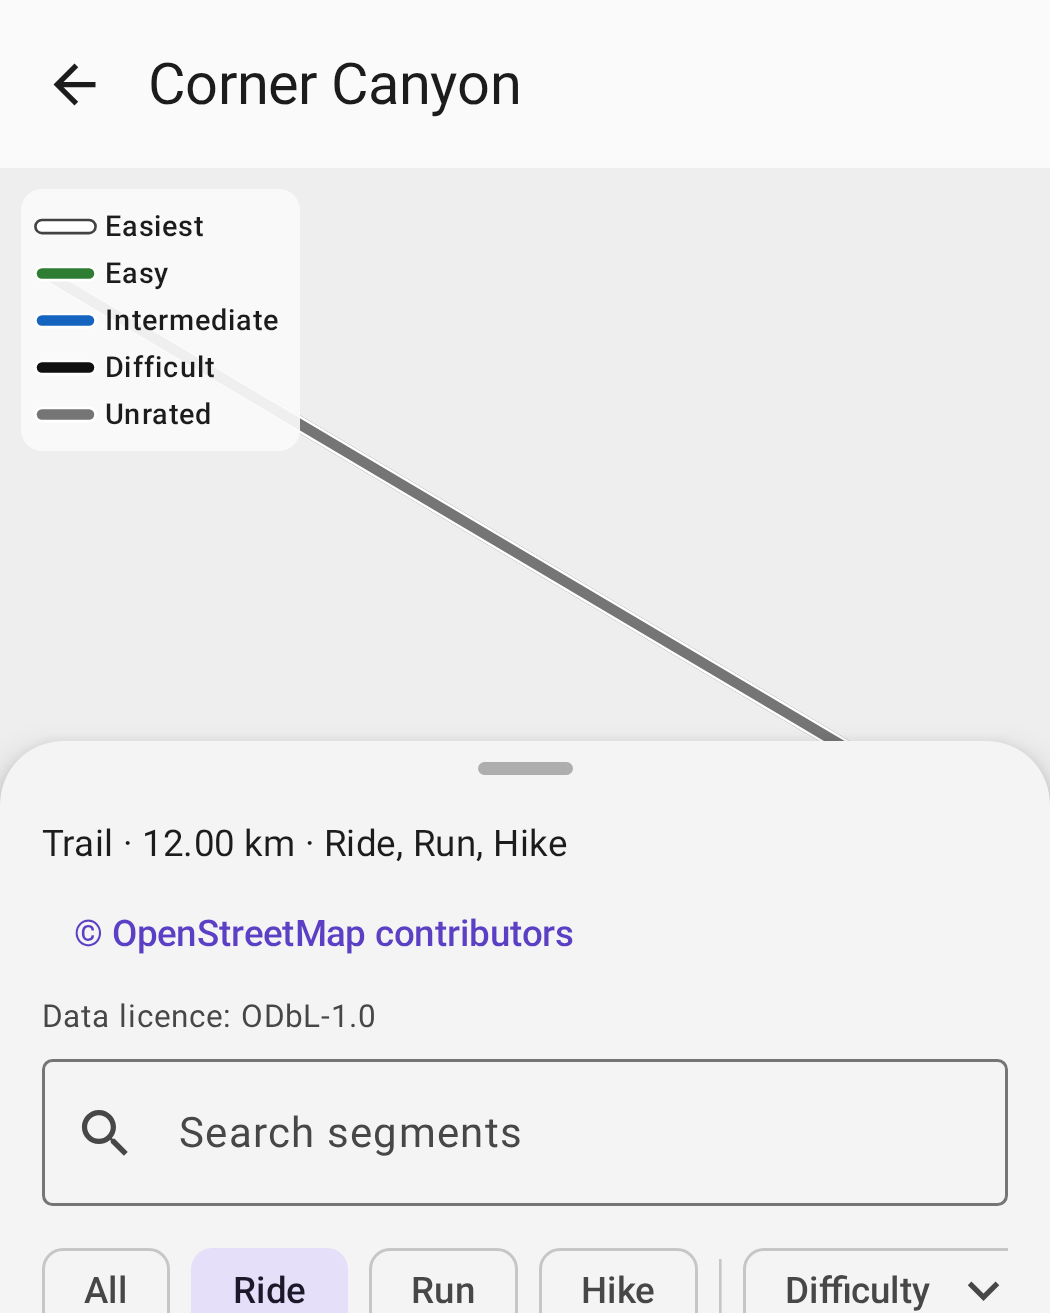 Corner Canyon
Easiest
Easy
Intermediate
Difficult
Unrated
Trail · 12.00 km · Ride, Run, Hike
© OpenStreetMap contributors
Data licence: ODbL-1.0
Search segments
All Ride Run Hike Difficulty